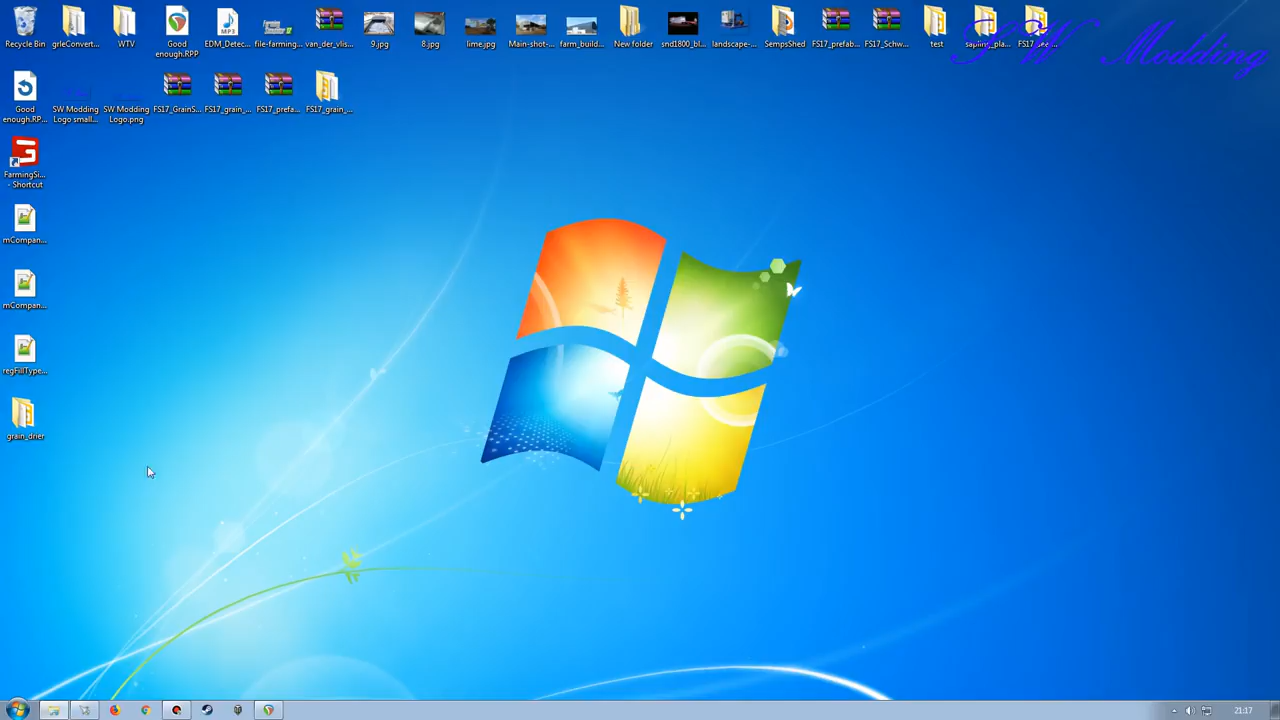 Recycle Bin
grleConvert...
WTV
Good
enough.RPP
EDM_Detec...
file-farming...
van_der_vlis...
9.jpg
8.jpg
lime.jpg
Main-shot-...
farm_build...
New folder
snd1800_bl...
landscape-...
SempsShed
FS17_prefab...
FS17_Schw...
test
SW Modding
Good
enough.RP...
SW Modding
Logo small...
SW Modding
Logo.png
FS17_GrainS...
FS17_grain_...
FS17_prefa...
FS17_grain_...
FarmingSi...
- Shortcut
mCompan...
mCompan...
regFillType...
grain_drier
21:17